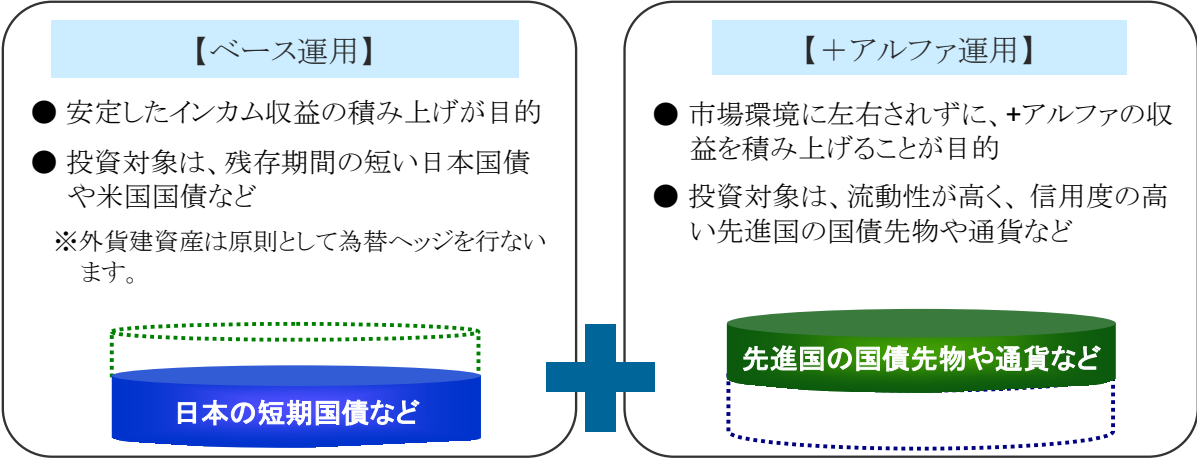 【ベース運用】
● 安定したインカム収益の積み上げが目的
● 投資対象は、残存期間の短い日本国債
や米国国債など
※外貨建資産は原則として為替ヘッジを行ない
ます。
日本の短期国債など
【＋アルファ運用】
● 市場環境に左右されずに、+アルファの収
益を積み上げることが目的
● 投資対象は、流動性が高く、信用度の高
い先進国の国債先物や通貨など
先進国の国債先物や通貨など